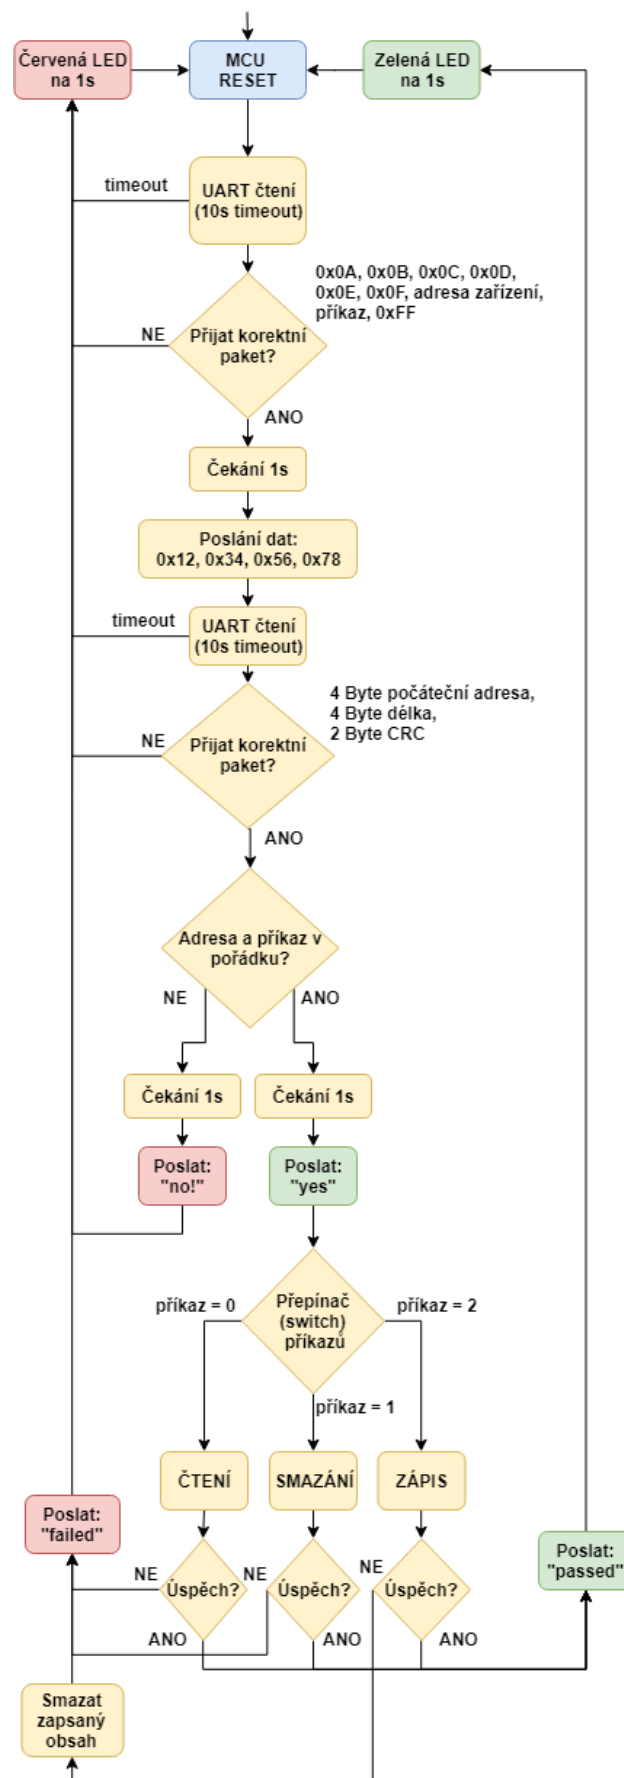 Červená LED
na 1s
MCU
RESET
Zelená LED
na 1s
timeout
UART čtení
(10s timeout)
0x0A, 0x0B, 0x0C, 0x0D,
0x0E, 0x0F, adresa zařízení,
příkaz, 0xFF
NE
Přijat korektní
paket?
ANO
Čekání 1s
Poslání dat:
0x12, 0x34, 0x56, 0x78
timeout
UART čtení
(10s timeout)
4 Byte počáteční adresa,
4 Byte délka,
2 Byte CRC
NE
Přijat korektní
paket?
ANO
Adresa a příkaz v
pořádku?
NE
ANO
Čekání 1s
Čekání 1s
Poslat:
"no!"
Poslat:
"yes"
příkaz = 0
Přepínač
(switch)
příkazů
příkaz = 2
příkaz = 1
ČTENÍ
SMAZÁNÍ
ZÁPIS
Poslat:
"failed"
Poslat:
"passed"
NE
Úspěch?
NE
Úspěch?
NE
Úspěch?
ANO
ANO
ANO
Smazat
zapsaný
obsah